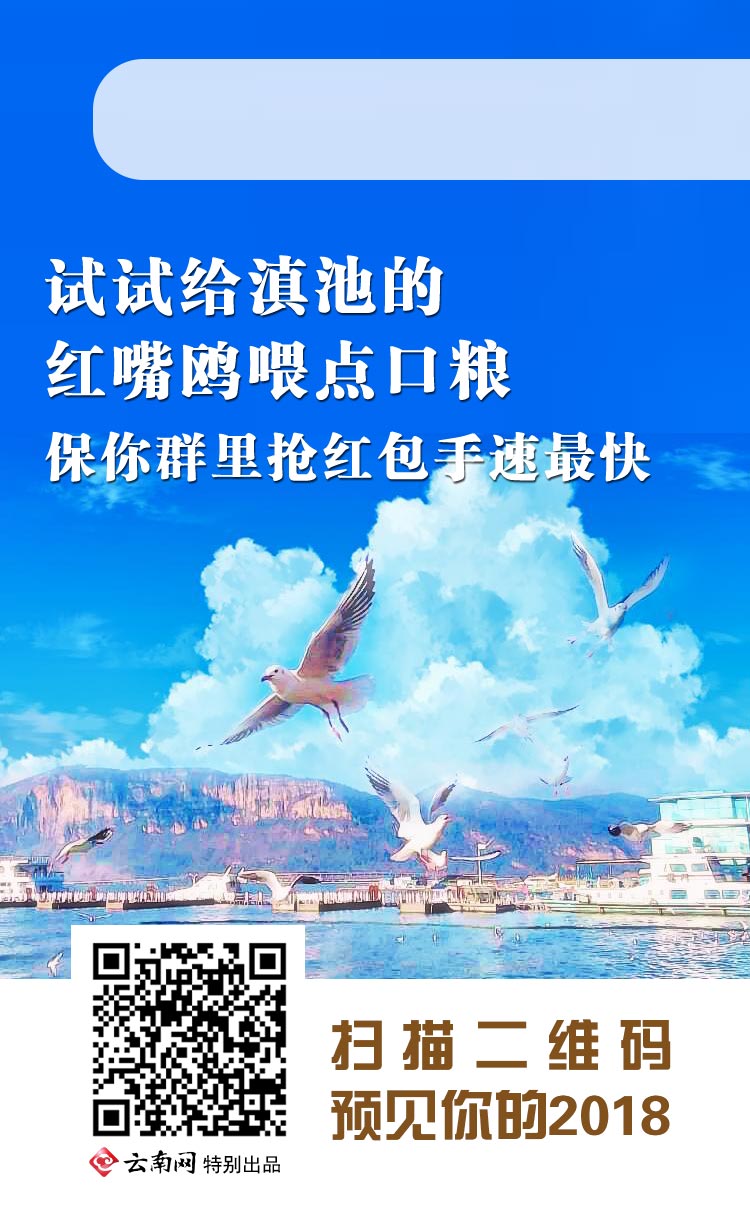 试试给滇池的
红嘴鸥喂点口粮
保你群里抢红包手速最快
扫描二维码
预见你的2018
云南网 特别出品